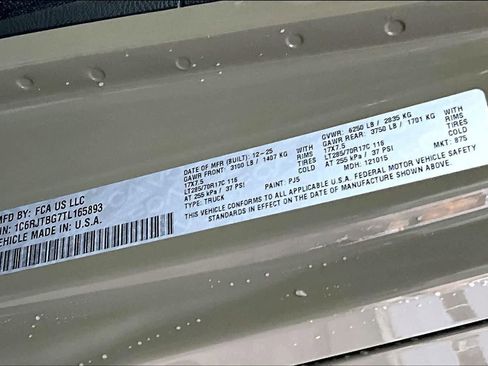 MFD BY: FCA US LLC
VIN: 1C6RJTBG7TL165893
VEHICLE MADE IN: U.S.A.
DATE OF MFR (BUILT): 12-25
GAWR FRONT: 3100 LB / 1407 KG
17X7.5 RIMS
LT285/70R17C 116
AT 255 kPa / 37 PSI COLD
TYPE: TRUCK
PAINT: PJ5
GVWR: 6250 LB / 2835 KG
GAWR REAR: 3750 LB / 1701 KG WITH
17X7.5 RIMS
LT285/70R17C 116
AT 255 kPa / 37 PSI COLD
MDH: 121015
MKT: 875
THIS VEHICLE CONFORMS TO ALL APPLICABLE U.S.A. FEDERAL MOTOR VEHICLE SAFETY
STANDARDS IN EFFECT ON THE DATE OF MANUFACTURE SHOWN ABOVE.